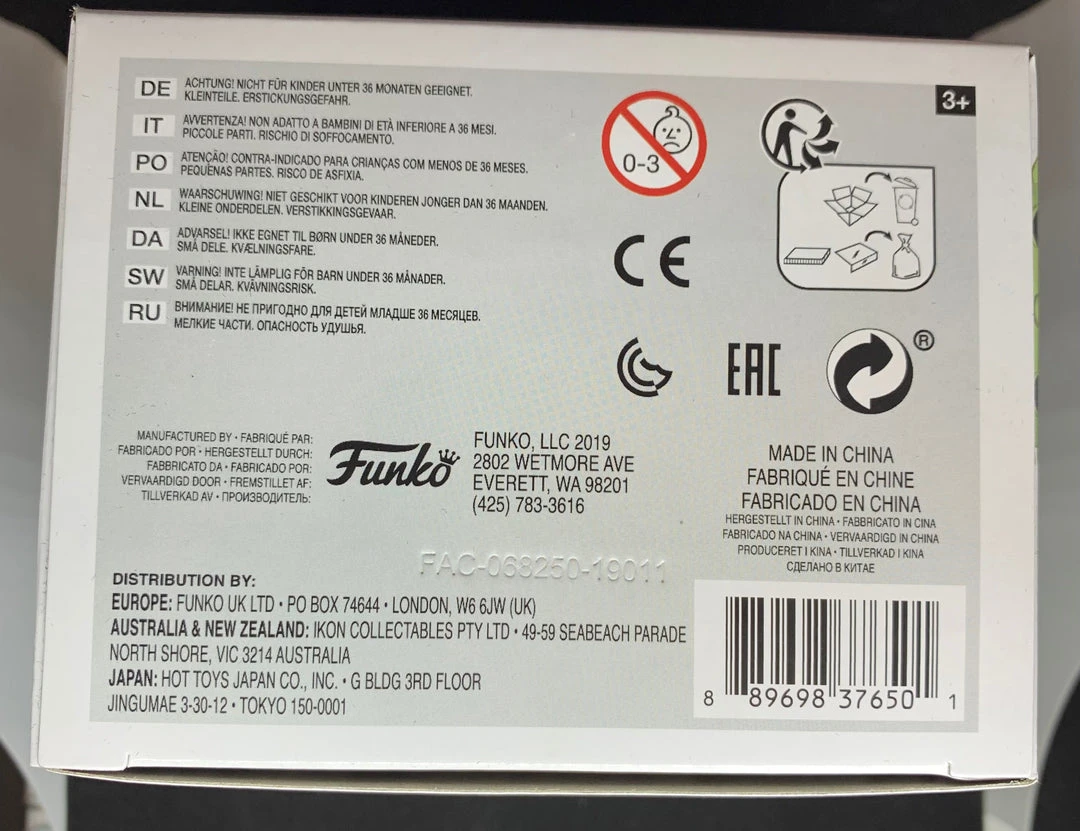 DE ACHTUNG! NICHT FÜR KINDER UNTER 36 MONATEN GEEIGNET.
KLEINTEILE. ERSTICKUNGSGEFAHR.
IT AVVERTENZA! NON ADATTO A BAMBINI DI ETÀ INFERIORE A 36 MESI.
PICCOLE PARTI. RISCHIO DI SOFFOCAMENTO.
PO ATENÇÃO! CONTRA-INDICADO PARA CRIANÇAS COM MENOS DE 36 MESES.
PEQUENAS PARTES. RISCO DE ASFIXIA.
NL WAARSCHUWING! NIET GESCHIKT VOOR KINDEREN JONGER DAN 36 MAANDEN.
KLEINE ONDERDELEN. VERSTIKKINGSGEVAAR.
DA ADVARSEL! IKKE EGNET TIL BØRN UNDER 36 MÅNEDER.
SMÅ DELE. KVÆLNINGSFARE.
SW VARNING! INTE LÄMPLIG FÖR BARN UNDER 36 MÅNADER.
SMÅ DELAR. KVÄVNINGSRISK.
RU ВНИМАНИЕ! НЕ ПРИГОДНО ДЛЯ ДЕТЕЙ МЛАДШЕ 36 МЕСЯЦЕВ.
МЕЛКИЕ ЧАСТИ. ОПАСНОСТЬ УДУШЬЯ.
0-3
3+
CE
EAC
®
MANUFACTURED BY • FABRIQUÉ PAR:
FABRICADO POR • HERGESTELLT DURCH:
FABBRICATO DA • FABRICADO POR:
VERVAARDIGD DOOR • FREMSTILLET AF:
TILLVERKAD AV • ПРОИЗВОДИТЕЛЬ:
Funko
FUNKO, LLC 2019
2802 WETMORE AVE
EVERETT, WA 98201
(425) 783-3616
MADE IN CHINA
FABRIQUÉ EN CHINE
FABRICADO EN CHINA
HERGESTELLT IN CHINA • FABBRICATO IN CINA
FABRICADO NA CHINA • VERVAARDIGD IN CHINA
PRODUCERET I KINA • TILLVERKAD I KINA
СДЕЛАНО В КИТАЕ
FAC-068250-19011
DISTRIBUTION BY:
EUROPE: FUNKO UK LTD • PO BOX 74644 • LONDON, W6 6JW (UK)
AUSTRALIA & NEW ZEALAND: IKON COLLECTABLES PTY LTD • 49-59 SEABEACH PARADE
NORTH SHORE, VIC 3214 AUSTRALIA
JAPAN: HOT TOYS JAPAN CO., INC. • G BLDG 3RD FLOOR
JINGUMAE 3-30-12 • TOKYO 150-0001
8 89698 37650 1